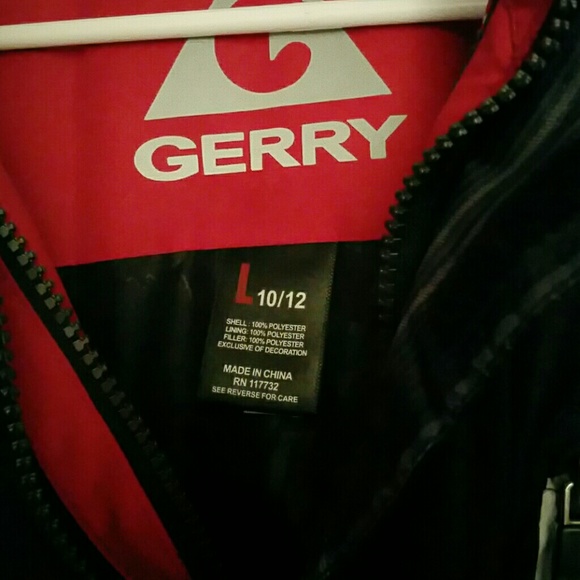 GERRY
L 10/12
SHELL: 100% POLYESTER
LINING: 100% POLYESTER
FILLER: 100% POLYESTER
EXCLUSIVE OF DECORATION
MADE IN CHINA
RN 117732
SEE REVERSE FOR CARE